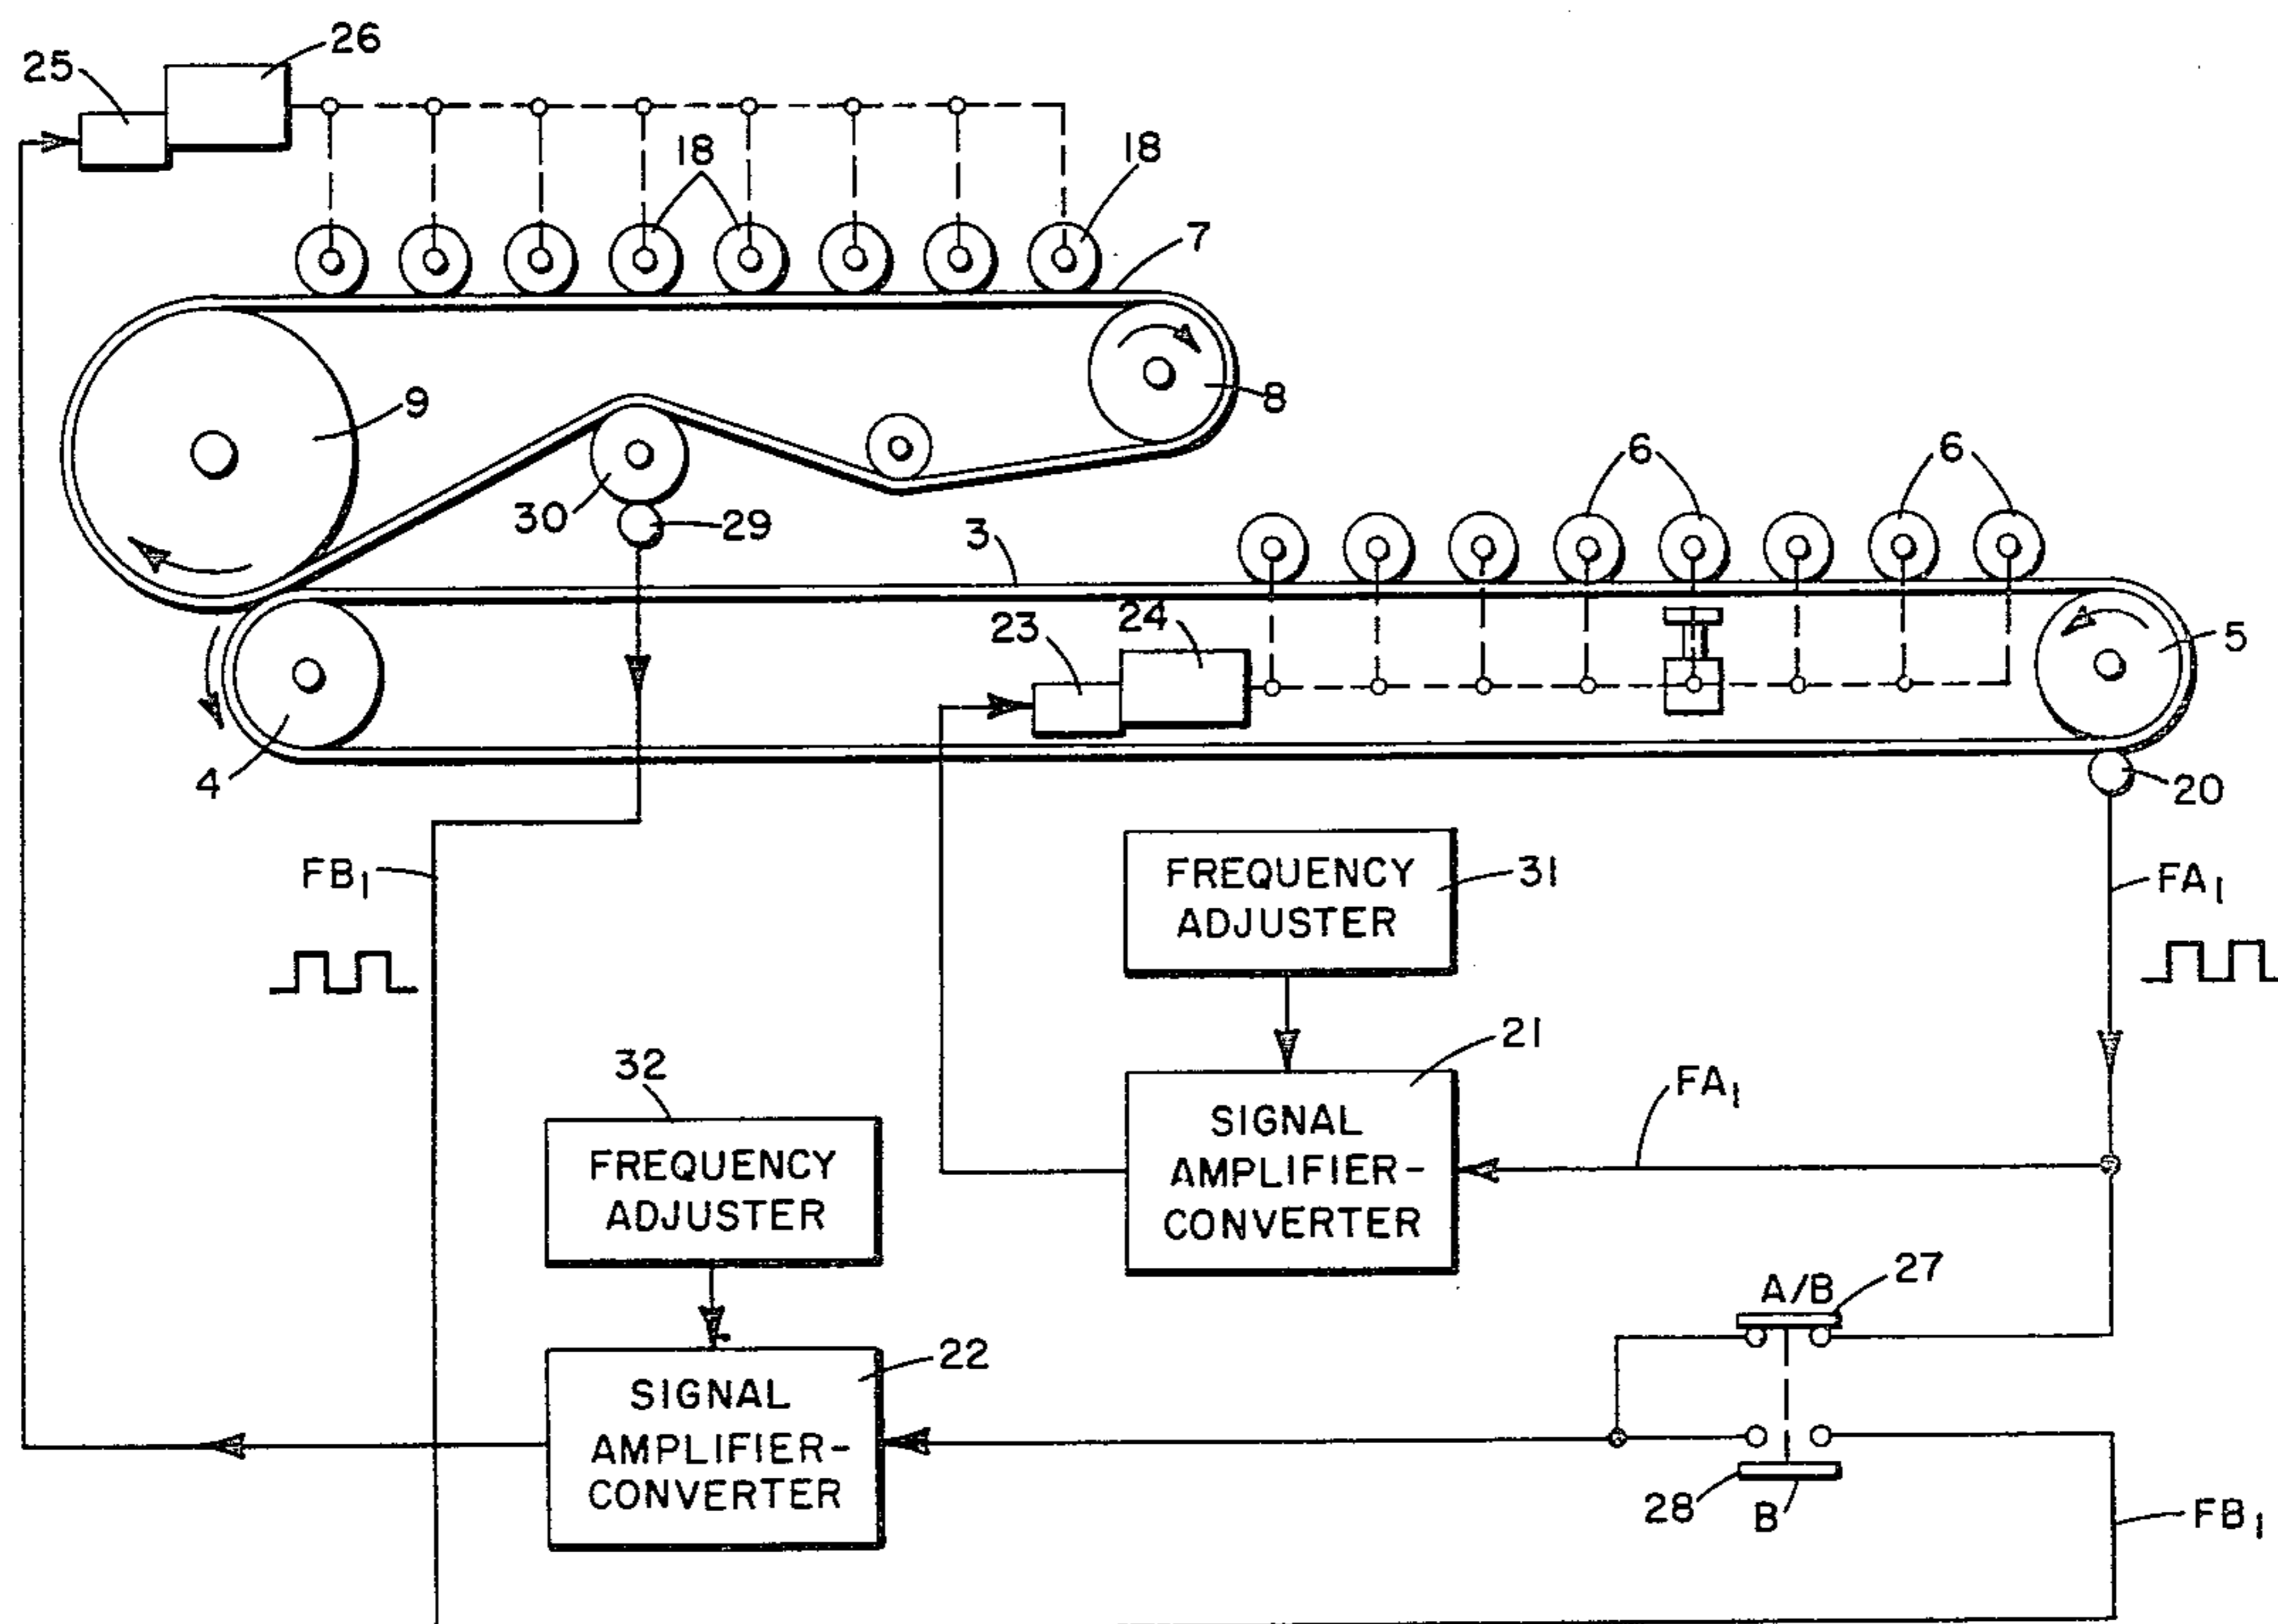 26
25
18
18
7
9
8
6
6
30
29
3
23
24
5
4
20
FB1
FREQUENCY
ADJUSTER
31
FA1
21
32
FA1
SIGNAL
AMPLIFIER-
CONVERTER
FREQUENCY
ADJUSTER
A/B
27
22
SIGNAL
AMPLIFIER-
CONVERTER
28
B
FB1